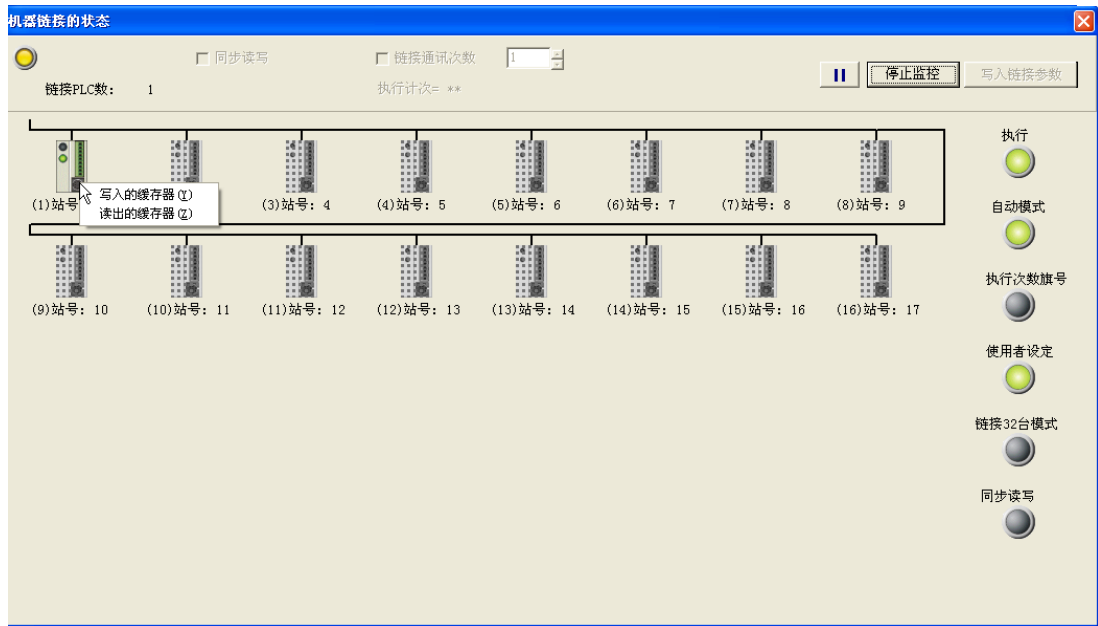 机器链接的状态
同步读写
链接通讯次数
1
停止监控
写入链接参数
链接PLC数: 1
执行计次= **
执行
(1)站号
(3)站号: 4
(4)站号: 5
(5)站号: 6
(6)站号: 7
(7)站号: 8
(8)站号: 9
写入的缓存器(Y)
读出的缓存器(Z)
自动模式
(9)站号: 10
(10)站号: 11
(11)站号: 12
(12)站号: 13
(13)站号: 14
(14)站号: 15
(15)站号: 16
(16)站号: 17
执行次数旗号
使用者设定
链接32台模式
同步读写